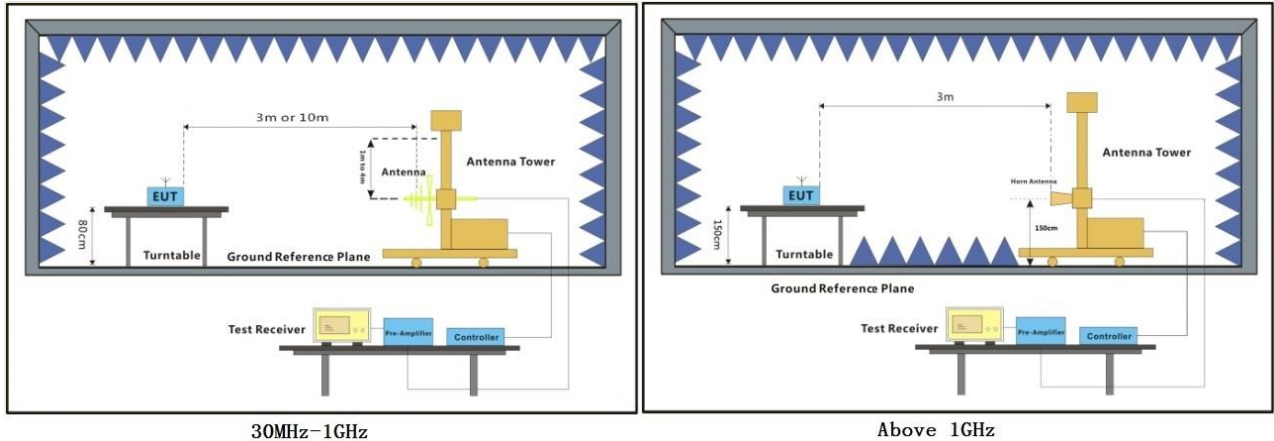 3m or 10m
1m to 4m
Antenna
Antenna Tower
EUT
80cm
Turntable
Ground Reference Plane
Test Receiver
Pre-Amplifier
Controller
30MHz-1GHz
3m
Antenna Tower
Horn Antenna
EUT
150cm
150cm
Turntable
Ground Reference Plane
Test Receiver
Pre-Amplifier
Controller
Above 1GHz